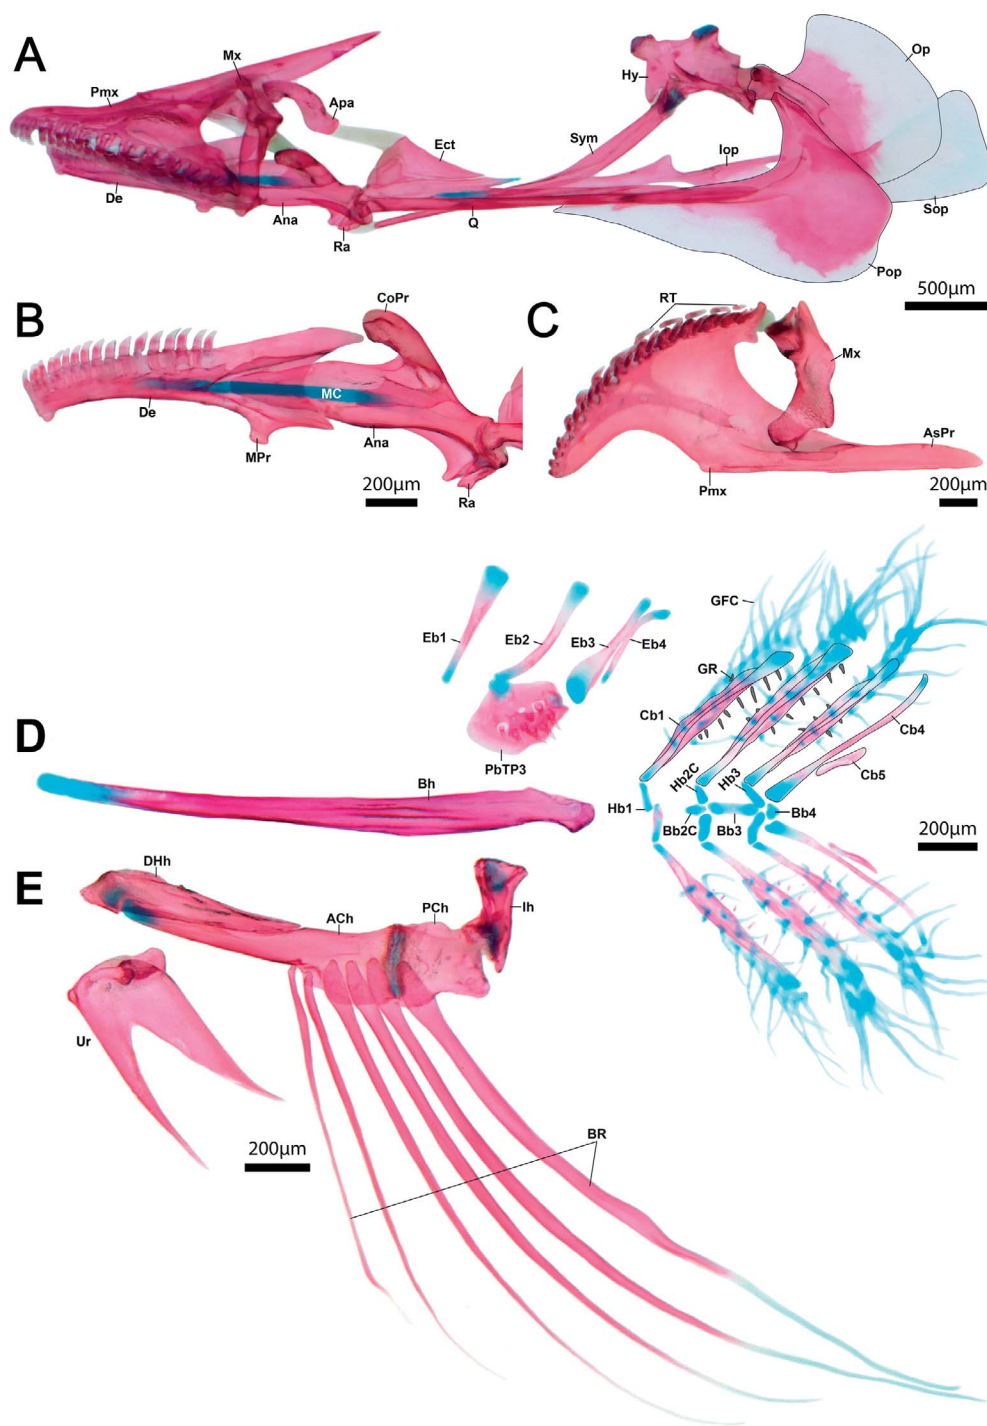 A
Mx
Pmx
Apa
Ect
De
Ana
Ra
Q
Sym
Hy
Iop
Op
Sop
Pop
500µm
B
CoPr
MC
De
MPr
Ana
Ra
200µm
C
RT
Mx
AsPr
Pmx
200µm
D
Eb1
Eb2
Eb3
Eb4
PbTP3
Bh
GFC
GR
Cb1
Cb4
Cb5
Hb2C
Hb3
Hb1
Bb2C
Bb3
Bb4
200µm
E
DHh
ACh
PCh
Ih
Ur
BR
200µm